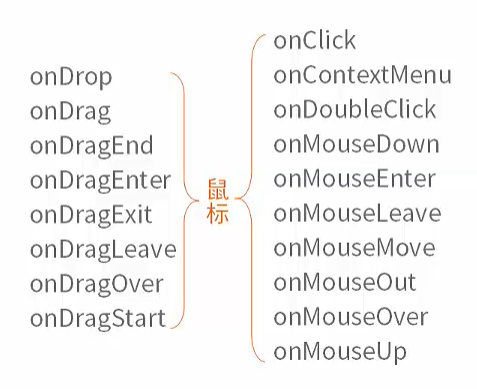 onDrop
onDrag
onDragEnd
onDragEnter
onDragExit
onDragLeave
onDragOver
onDragStart
鼠标
onClick
onContextMenu
onDoubleClick
onMouseDown
onMouseEnter
onMouseLeave
onMouseMove
onMouseOut
onMouseOver
onMouseUp